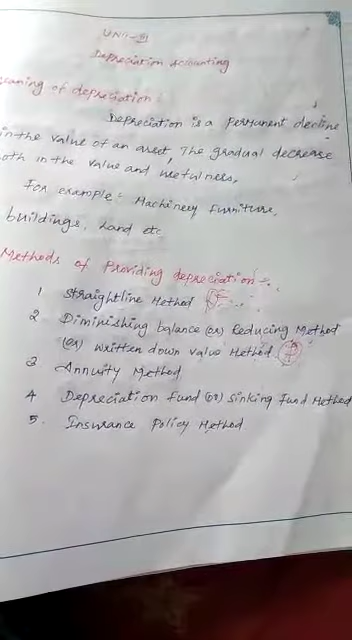 UNIT-III
Depreciation Accounting
eaning of depreciation:
Depreciation is a permanent decline
in the value of an asset, The gradual decrease
oth in the value and usefulness,
For example: Machinery furniture,
buildings, Land etc
Methods of Providing depreciation:-
1 Straightline Method
2 Diminishing balance (or) Reducing Method
(or) written down value Method
3 Annuity Method
4 Depreciation fund (or) Sinking Fund Method
5. Insurance Policy Method